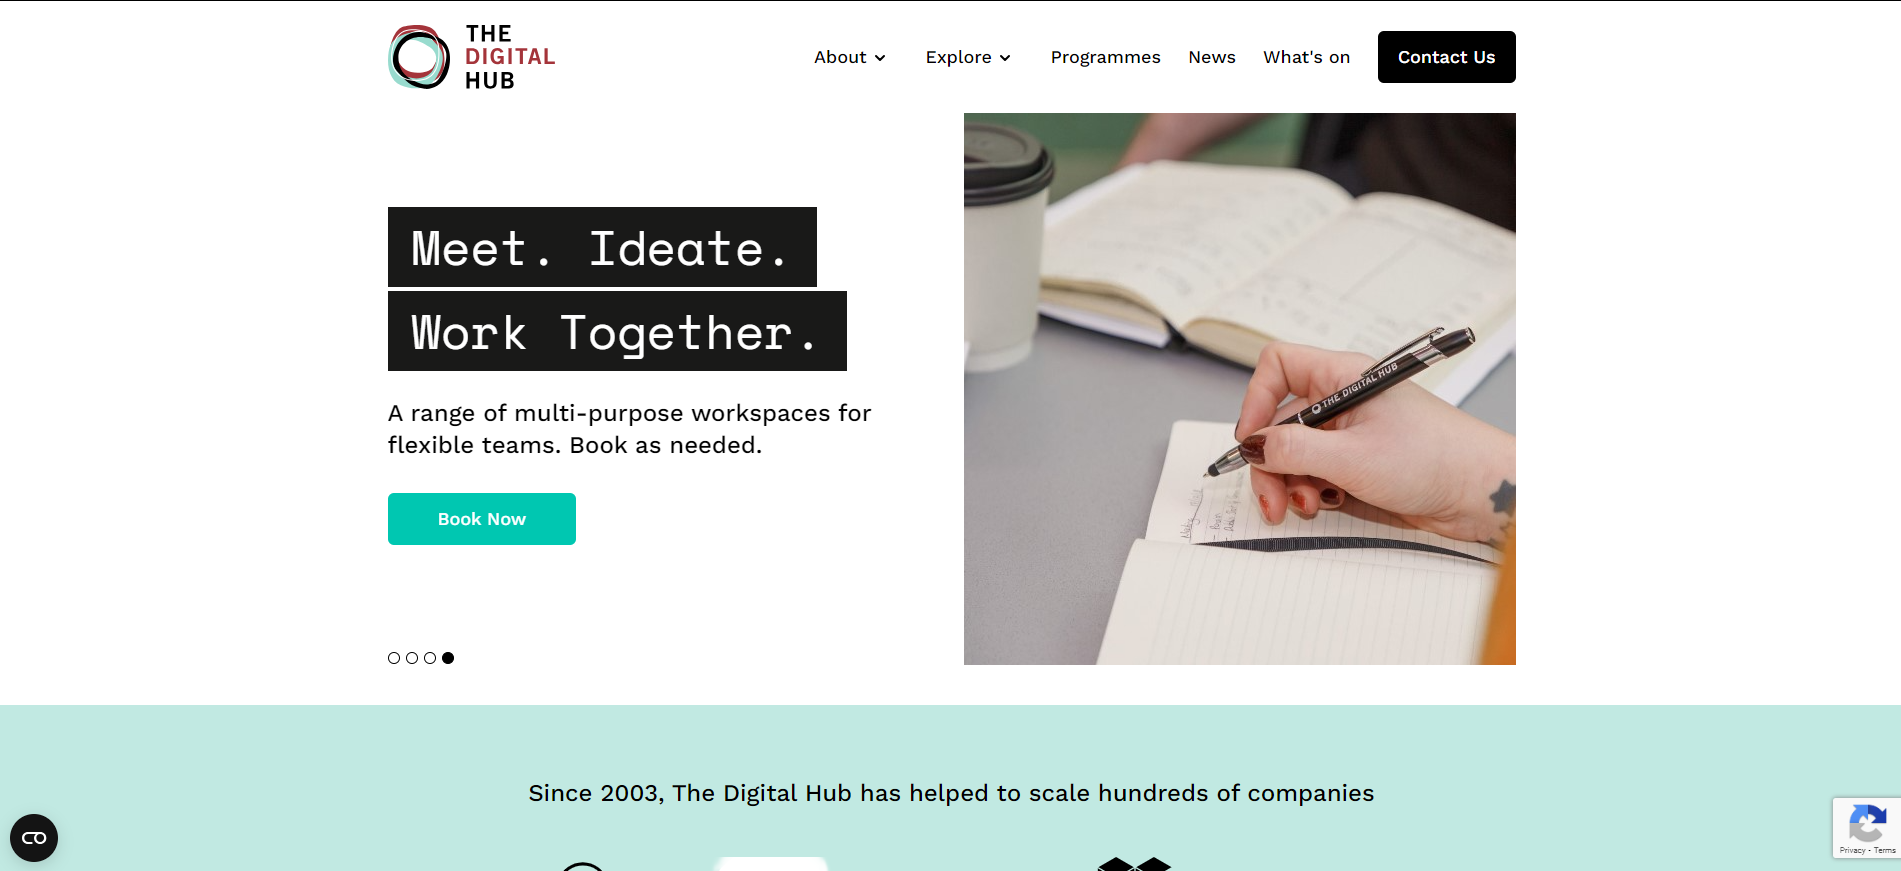 THE
DIGITAL
HUB
About
Explore
Programmes
News
What's on
Contact Us
Meet. Ideate.
Work Together.
A range of multi-purpose workspaces for
flexible teams. Book as needed.
Book Now
THE DIGITAL HUB
Since 2003, The Digital Hub has helped to scale hundreds of companies
Privacy - Terms